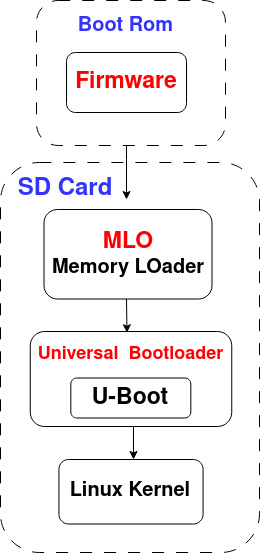 Boot Rom
Firmware
SD Card
MLO
Memory LOader
Universal Bootloader
U-Boot
Linux Kernel